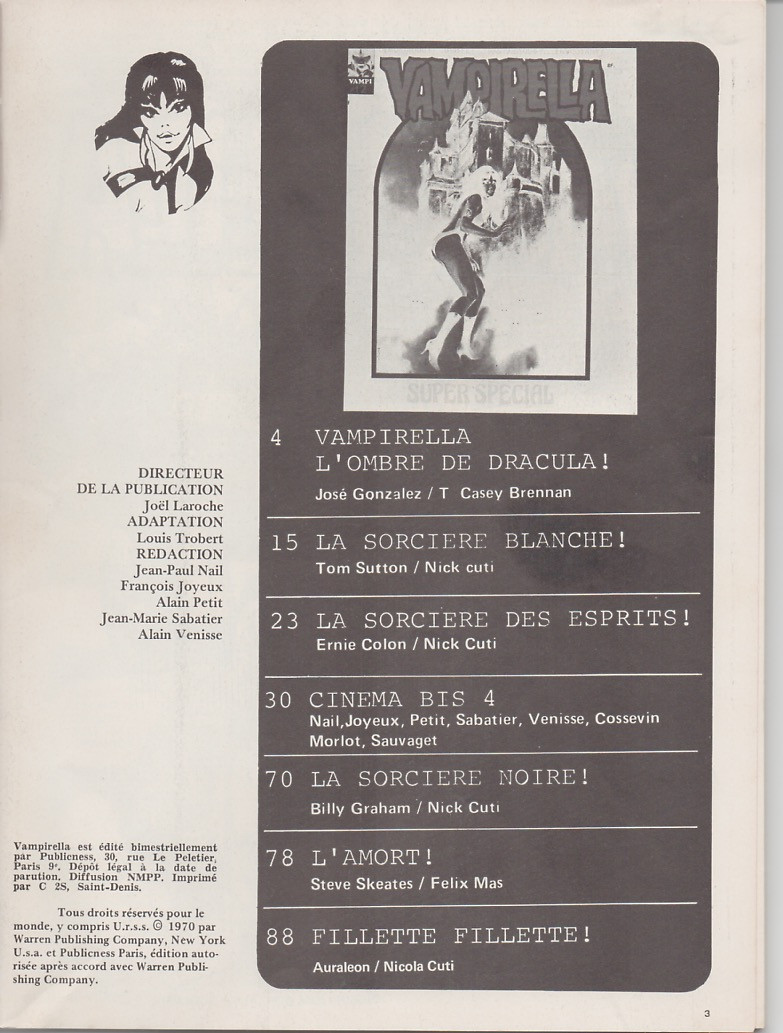 VAMPI
VAMPIRELLA
SUPER SPECIAL
4 VAMPIRELLA
L'OMBRE DE DRACULA!
José Gonzalez / T Casey Brennan
15 LA SORCIERE BLANCHE!
Tom Sutton / Nick cuti
23 LA SORCIERE DES ESPRITS!
Ernie Colon / Nick Cuti
30 CINEMA BIS 4
Nail,Joyeux, Petit, Sabatier, Venisse, Cossevin
Morlot, Sauvaget
70 LA SORCIERE NOIRE!
Billy Graham / Nick Cuti
78 L'AMORT!
Steve Skeates / Felix Mas
88 FILLETTE FILLETTE!
Auraleon / Nicola Cuti
DIRECTEUR
DE LA PUBLICATION
Joël Laroche
ADAPTATION
Louis Trobert
REDACTION
Jean-Paul Nail
François Joyeux
Alain Petit
Jean-Marie Sabatier
Alain Venisse
Vampirella est édité bimestriellement
par Publicness, 30, rue Le Peletier,
Paris 9e. Dépôt légal à la date de
parution. Diffusion NMPP. Imprimé
par C 2S, Saint-Denis.
Tous droits réservés pour le
monde, y compris U.r.s.s. © 1970 par
Warren Publishing Company, New York
U.s.a. et Publicness Paris, édition auto-
risée après accord avec Warren Publi-
shing Company.
3